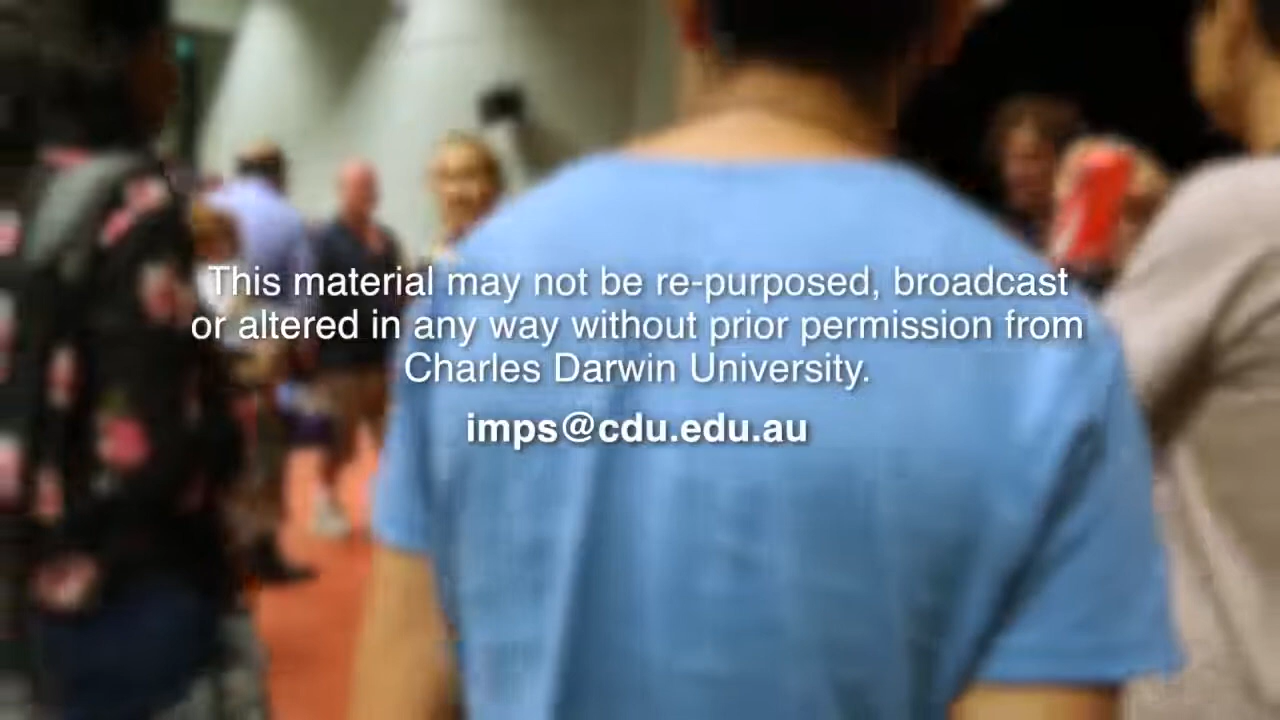 This material may not be re-purposed, broadcast
or altered in any way without prior permission from
Charles Darwin University.
imps@cdu.edu.au